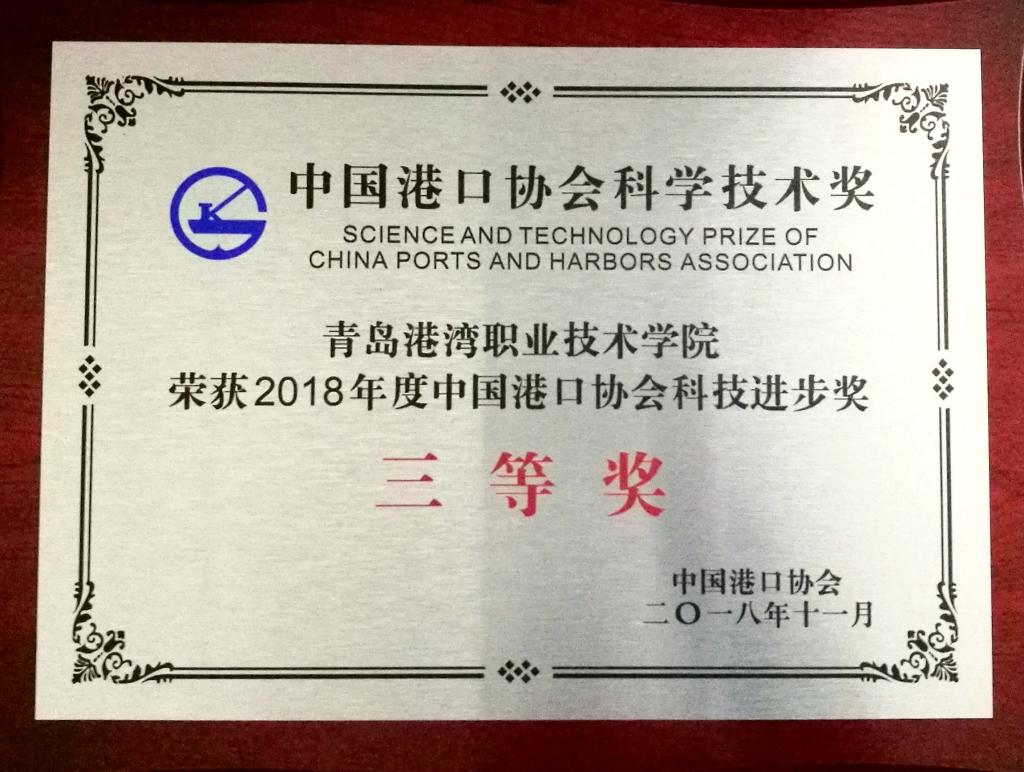 中国港口协会科学技术奖
SCIENCE AND TECHNOLOGY PRIZE OF
CHINA PORTS AND HARBORS ASSOCIATION
青岛港湾职业技术学院
荣获2018年度中国港口协会科技进步奖
三等奖
中国港口协会
二〇一八年十一月